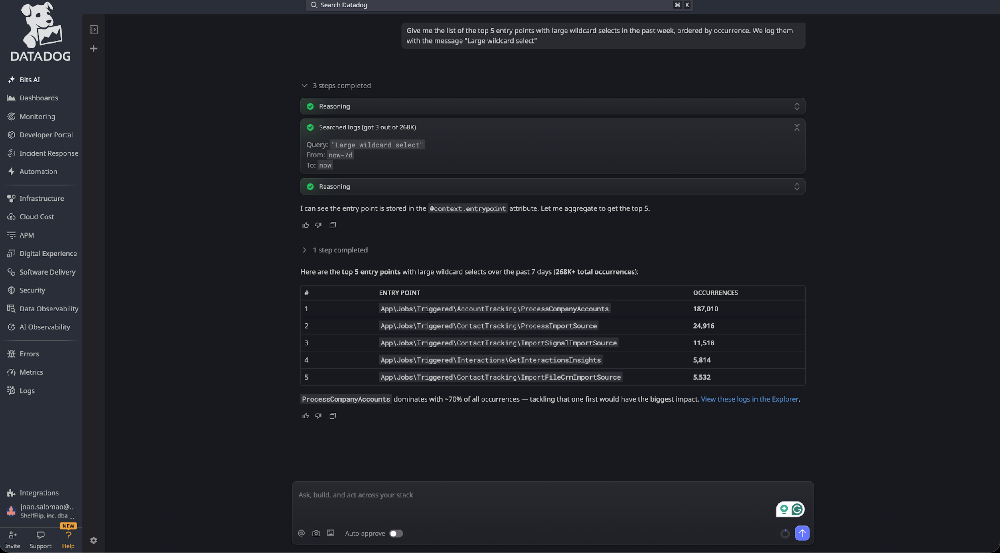 Search Datadog
⌘ K
DATADOG
Bits AI
Dashboards
Monitoring
Developer Portal
Incident Response
Automation
Infrastructure
Cloud Cost
APM
Digital Experience
Software Delivery
Security
Data Observability
AI Observability
Errors
Metrics
Logs
Integrations
joao.salomao@...
ShelfFlip, inc. dba ...
NEW
Invite
Support
Help
Give me the list of the top 5 entry points with large wildcard selects in the past week, ordered by occurrence. We log them
with the message "Large wildcard select"
3 steps completed
Reasoning
Searched logs (got 3 out of 268K)
Query: "Large wildcard select"
From: now-7d
To: now
Reasoning
I can see the entry point is stored in the @context.entrypoint attribute. Let me aggregate to get the top 5.
1 step completed
Here are the top 5 entry points with large wildcard selects over the past 7 days (268K+ total occurrences):
# ENTRY POINT OCCURRENCES
1 App\Jobs\Triggered\AccountTracking\ProcessCompanyAccounts 187,010
2 App\Jobs\Triggered\ContactTracking\ProcessImportSource 24,916
3 App\Jobs\Triggered\ContactTracking\ImportSignalImportSource 11,518
4 App\Jobs\Triggered\Interactions\GetInteractionsInsights 5,814
5 App\Jobs\Triggered\ContactTracking\ImportFileCrmImportSource 5,532
ProcessCompanyAccounts dominates with ~70% of all occurrences — tackling that one first would have the biggest impact. View these logs in the Explorer.
Ask, build, and act across your stack
Auto-approve